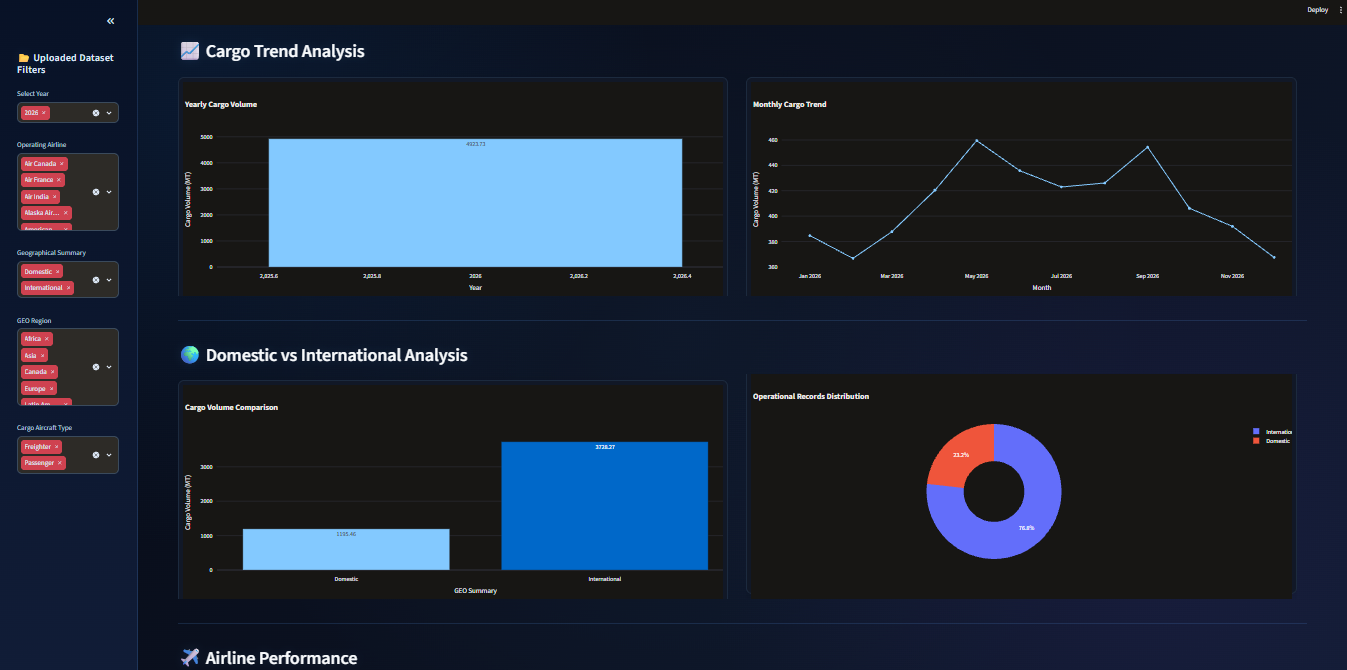 Deploy
Uploaded Dataset
Filters
Select Year
2026
Operating Airline
Air Canada
Air France
Air India
Alaska Air...
American
Geographical Summary
Domestic
International
GEO Region
Africa
Asia
Canada
Europe
Latin Am...
Cargo Aircraft Type
Freighter
Passenger
Cargo Trend Analysis
Yearly Cargo Volume
Cargo Volume (MT)
5000
4000
3000
2000
1000
0
4923.73
2,025.6
2,025.8
2026
2,026.2
2,026.4
Year
Monthly Cargo Trend
Cargo Volume (MT)
460
440
420
400
380
360
Jan 2026
Mar 2026
May 2026
Jul 2026
Sep 2026
Nov 2026
Month
Domestic vs International Analysis
Cargo Volume Comparison
Cargo Volume (MT)
3000
2000
1000
0
1195.46
3728.27
Domestic
International
GEO Summary
Operational Records Distribution
23.2%
76.8%
Internatio
Domestic
Airline Performance